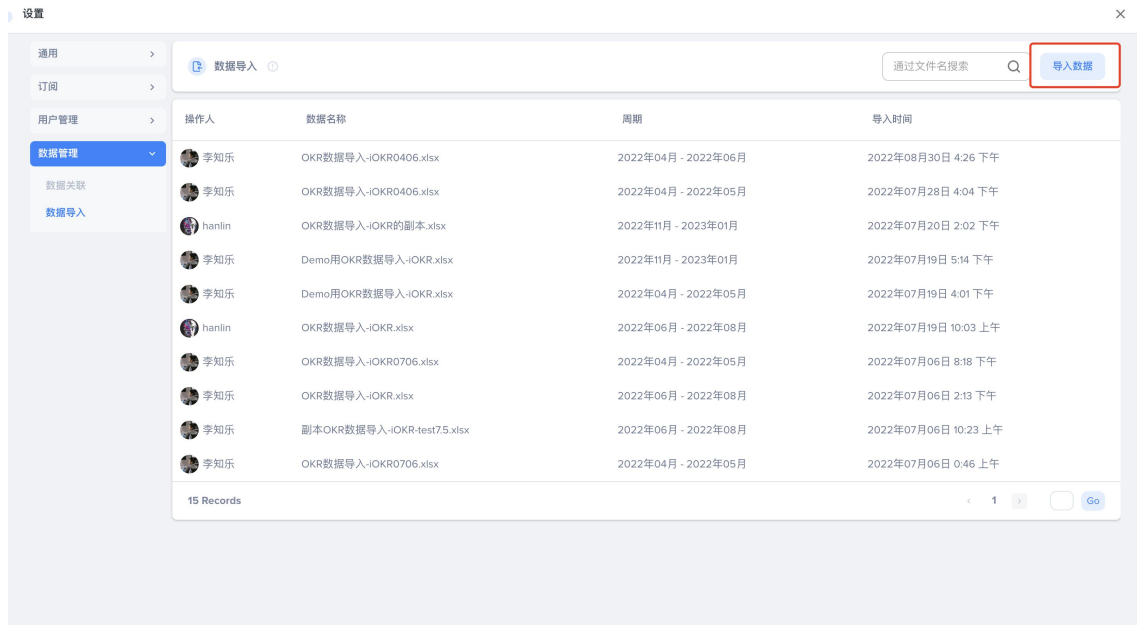 设置
通用
订阅
用户管理
数据管理
数据关联
数据导入
数据导入
通过文件名搜索
导入数据
操作人 数据名称 周期 导入时间
李知乐 OKR数据导入-iOKR0406.xlsx 2022年04月 - 2022年06月 2022年08月30日 4:26 下午
李知乐 OKR数据导入-iOKR0406.xlsx 2022年04月 - 2022年05月 2022年07月28日 4:04 下午
hanlin OKR数据导入-iOKR的副本.xlsx 2022年11月 - 2023年01月 2022年07月20日 2:02 下午
李知乐 Demo用OKR数据导入-iOKR.xlsx 2022年11月 - 2023年01月 2022年07月19日 5:14 下午
李知乐 Demo用OKR数据导入-iOKR.xlsx 2022年04月 - 2022年05月 2022年07月19日 4:01 下午
hanlin OKR数据导入-iOKR.xlsx 2022年06月 - 2022年08月 2022年07月19日 10:03 上午
李知乐 OKR数据导入-iOKR0706.xlsx 2022年04月 - 2022年05月 2022年07月06日 8:18 下午
李知乐 OKR数据导入-iOKR.xlsx 2022年06月 - 2022年08月 2022年07月06日 2:13 下午
李知乐 副本OKR数据导入-iOKR-test7.5.xlsx 2022年06月 - 2022年08月 2022年07月06日 10:23 上午
李知乐 OKR数据导入-iOKR0706.xlsx 2022年04月 - 2022年05月 2022年07月06日 0:46 上午
15 Records
1
Go